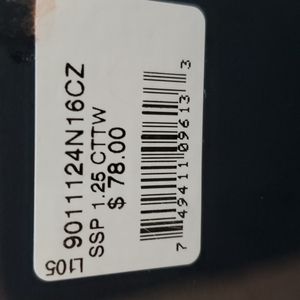 L105
9011124N16CZ
SSP 1.25 CTTW
$ 78.00
7 49411 09613 3